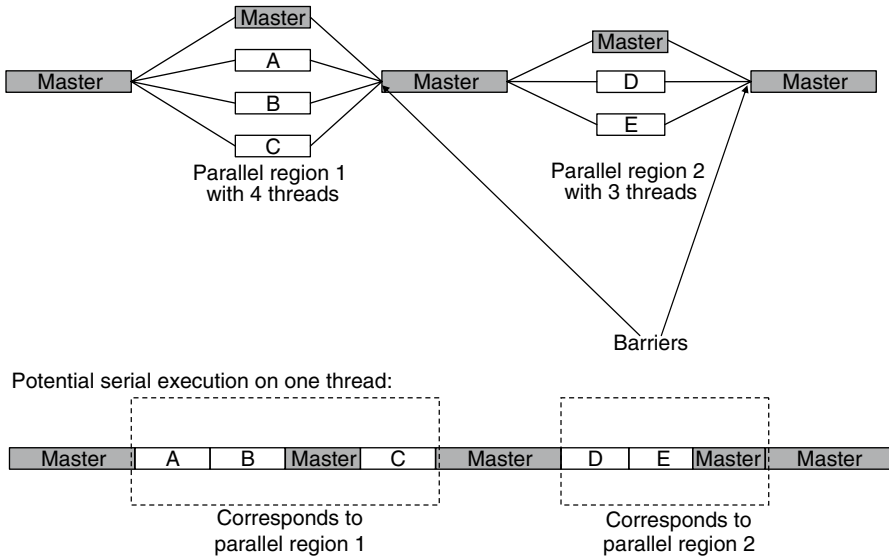 Master
Master
A
Master
B
C
Parallel region 1
with 4 threads
Master
D
Master
E
Parallel region 2
with 3 threads
Barriers
Potential serial execution on one thread:
Master A B Master C Master D E Master Master
Corresponds to
parallel region 1
Corresponds to
parallel region 2